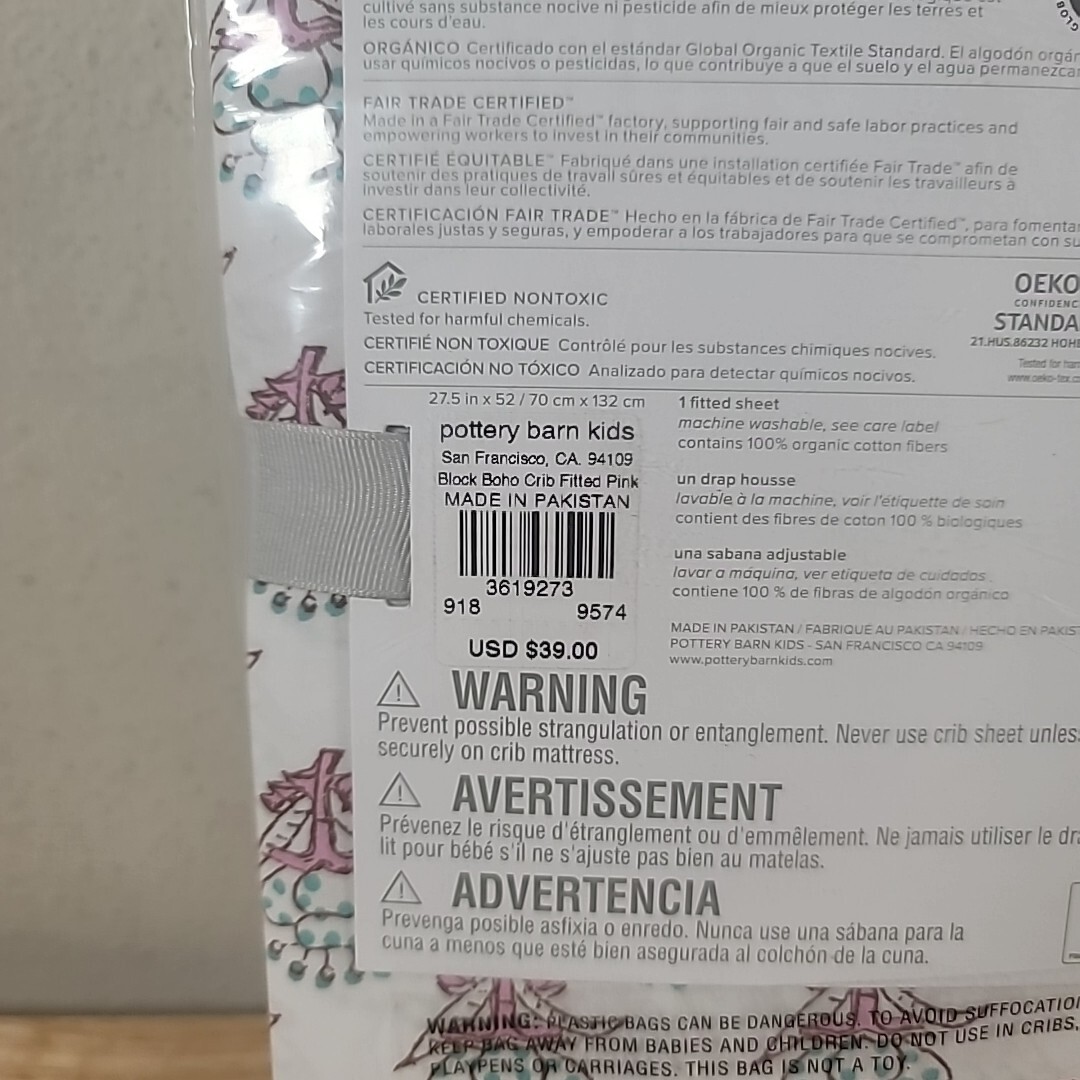 cultivé sans substance nocive ni pesticide afin de mieux protéger les terres et
les cours d'eau.
ORGÁNICO Certificado con el estándar Global Organic Textile Standard. El algodón orgán
usar químicos nocivos o pesticidas, lo que contribuye a que el suelo y el agua permanezcan
FAIR TRADE CERTIFIED™
Made in a Fair Trade Certified™ factory, supporting fair and safe labor practices and
empowering workers to invest in their communities.
CERTIFIÉ ÉQUITABLE™ Fabriqué dans une installation certifiée Fair Trade™ afin de
soutenir des pratiques de travail sûres et équitables et de soutenir les travailleurs à
investir dans leur collectivité.
CERTIFICACIÓN FAIR TRADE™ Hecho en la fábrica de Fair Trade Certified™, para fomentar
laborales justas y seguras, y empoderar a los trabajadores para que se comprometan con su
CERTIFIED NONTOXIC
Tested for harmful chemicals.
CERTIFIÉ NON TOXIQUE Contrôlé pour les substances chimiques nocives.
CERTIFICACIÓN NO TÓXICO Analizado para detectar químicos nocivos.
OEKO
CONFIDENC
STANDA
21.HUS.86232 HOHE
Tested for har
www.oeko-tex.co
27.5 in x 52 / 70 cm x 132 cm
pottery barn kids
San Francisco, CA. 94109
Block Boho Crib Fitted Pink
MADE IN PAKISTAN
3619273
918 9574
USD $39.00
1 fitted sheet
machine washable, see care label
contains 100% organic cotton fibers
un drap housse
lavable à la machine, voir l'étiquette de soin
contient des fibres de coton 100 % biologiques
una sabana adjustable
lavar a máquina, ver etiqueta de cuidados
contiene 100 % de fibras de algodón orgánico
MADE IN PAKISTAN / FABRIQUÉ AU PAKISTAN / HECHO EN PAKIST
POTTERY BARN KIDS - SAN FRANCISCO CA 94109
www.potterybarnkids.com
WARNING
Prevent possible strangulation or entanglement. Never use crib sheet unles
securely on crib mattress.
AVERTISSEMENT
Prévenez le risque d'étranglement ou d'emmêlement. Ne jamais utiliser le dra
lit pour bébé s'il ne s'ajuste pas bien au matelas.
ADVERTENCIA
Prevenga posible asfixia o enredo. Nunca use una sábana para la
cuna a menos que esté bien asegurada al colchón de la cuna.
WARNING: PLASTIC BAGS CAN BE DANGEROUS. TO AVOID SUFFOCATIO
KEEP BAG AWAY FROM BABIES AND CHILDREN. DO NOT USE IN CRIBS,
PLAYPENS OR CARRIAGES. THIS BAG IS NOT A TOY.